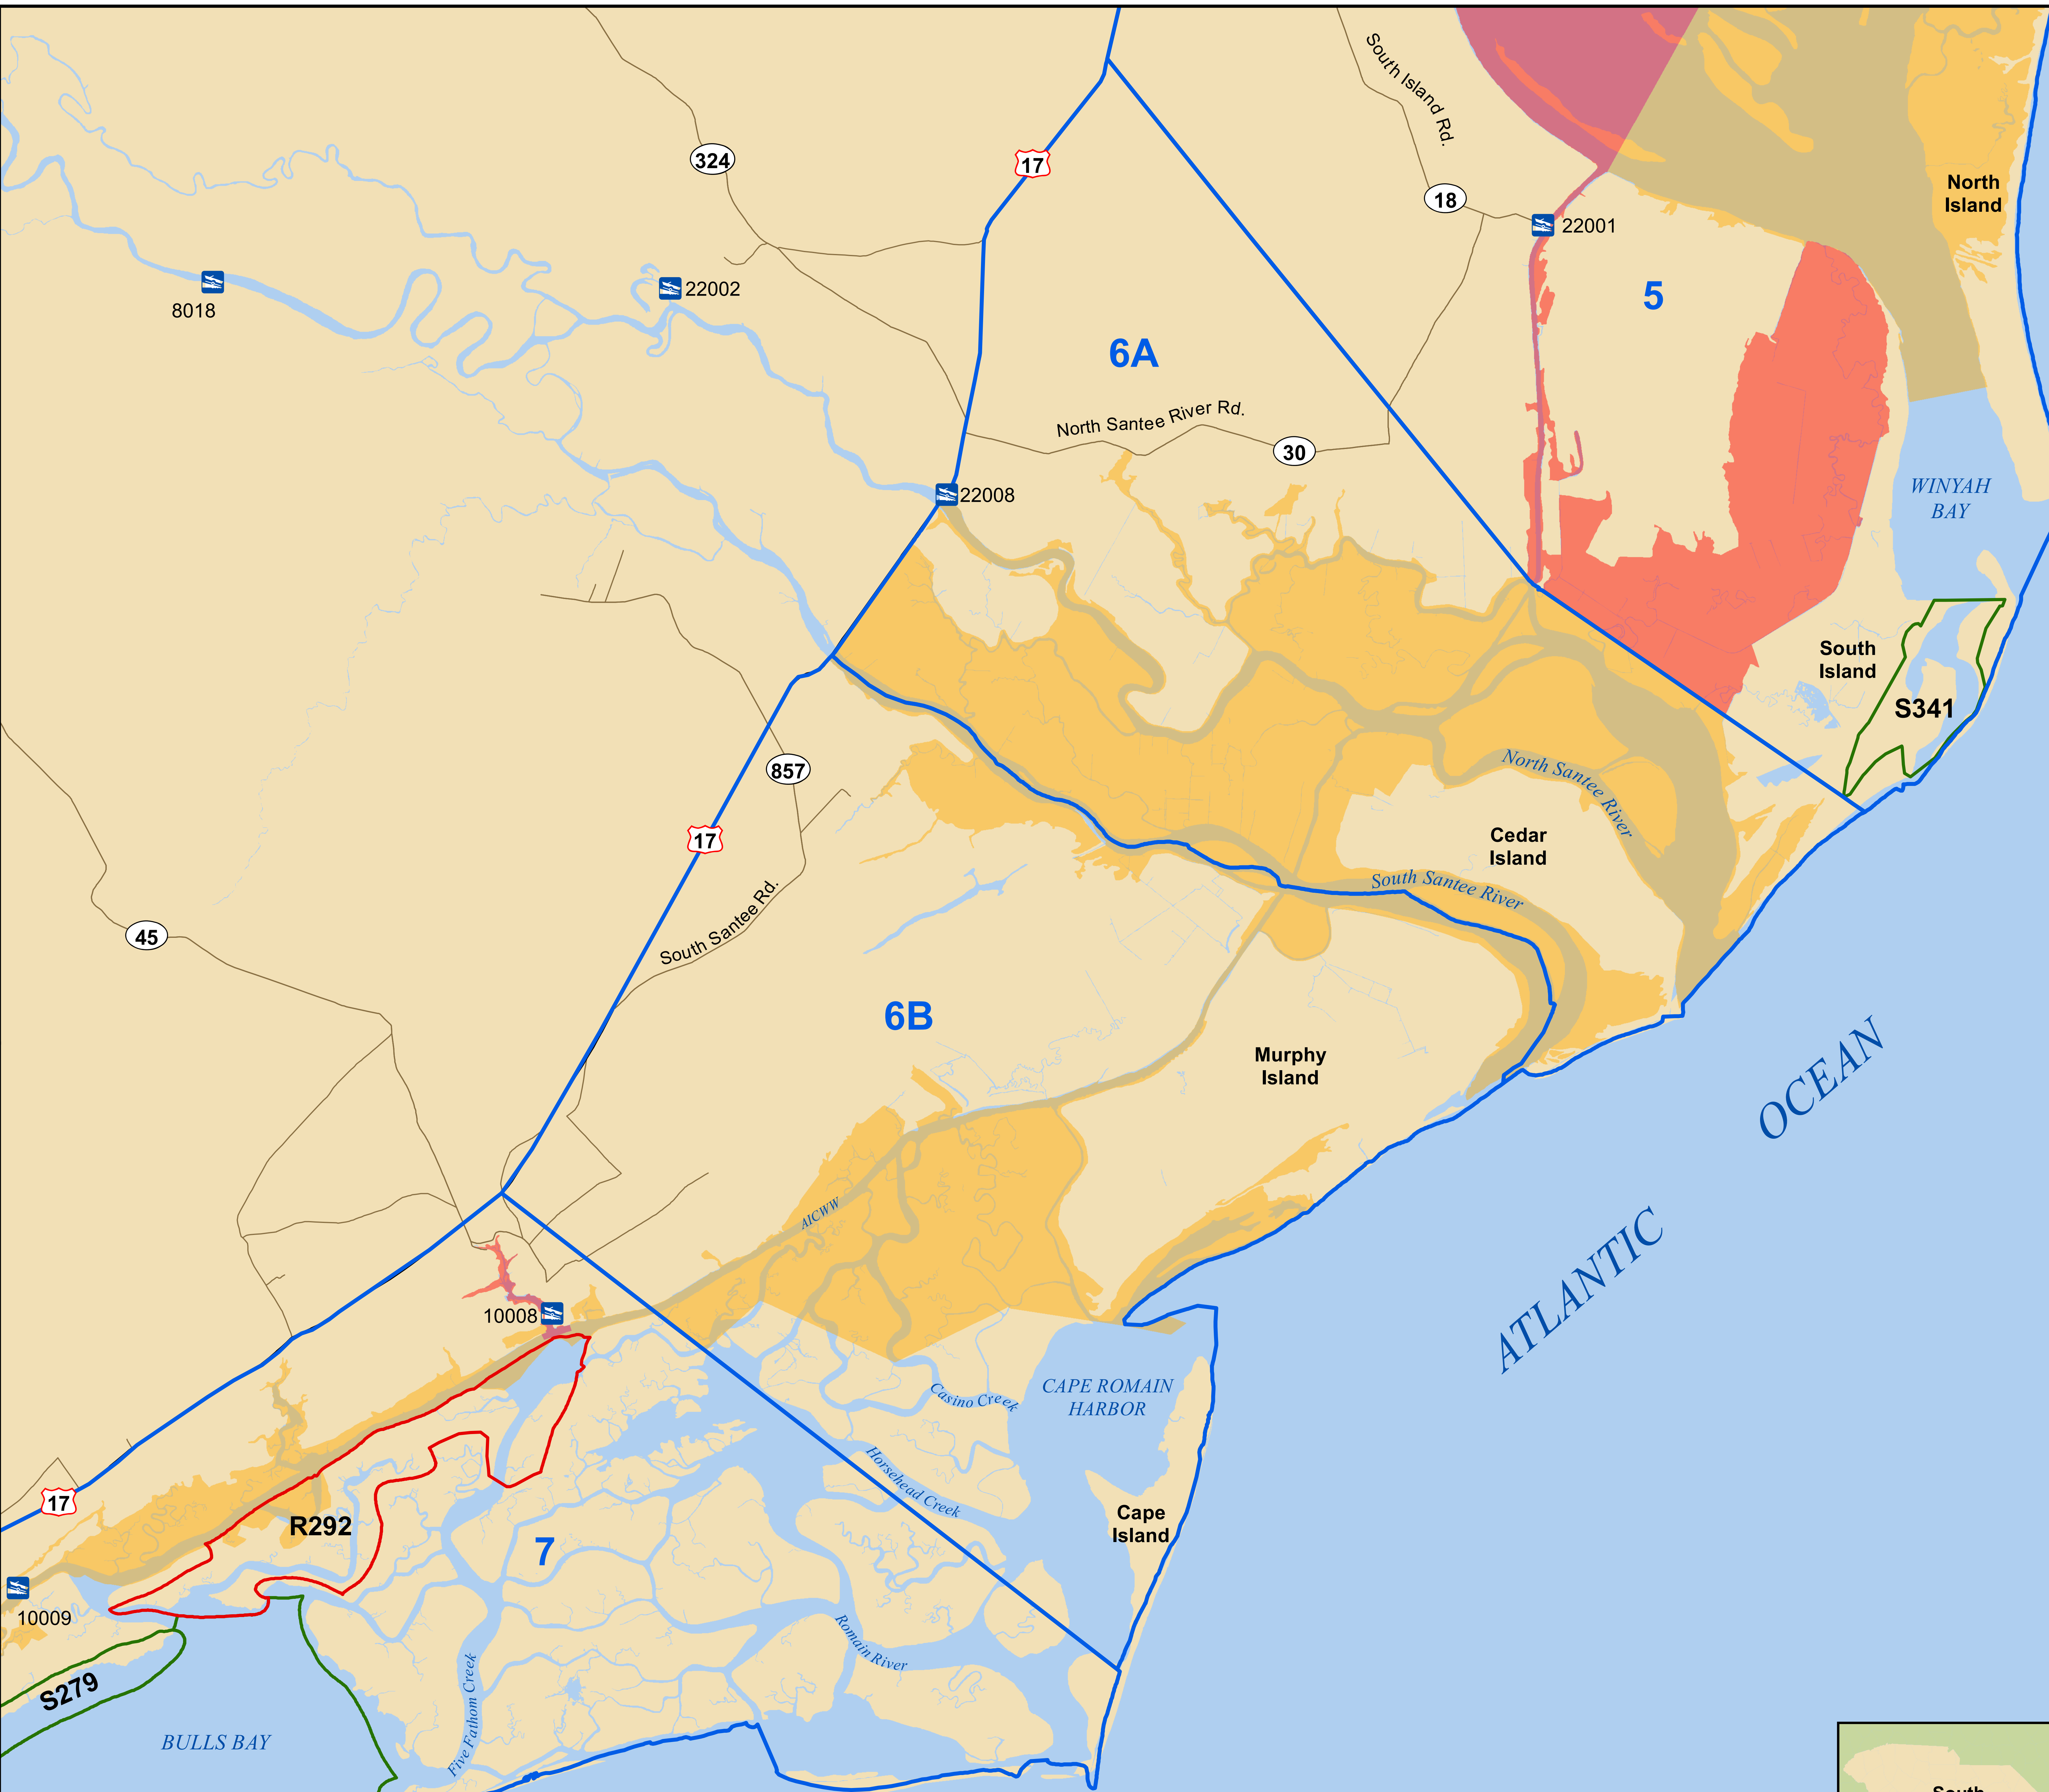 South Island Rd.
324
17
18
22001
North
Island
8018
22002
5
6A
North Santee River Rd.
30
22008
WINYAH
BAY
South
Island
S341
North Santee River
857
17
Cedar
Island
South Santee River
South Santee Rd.
45
6B
Murphy
Island
OCEAN
ATLANTIC
AICWW
10008
CAPE ROMAIN
HARBOR
Casino Creek
Horsehead Creek
17
R292
7
Cape
Island
10009
Romain River
S279
Five Fathom Creek
BULLS BAY
South